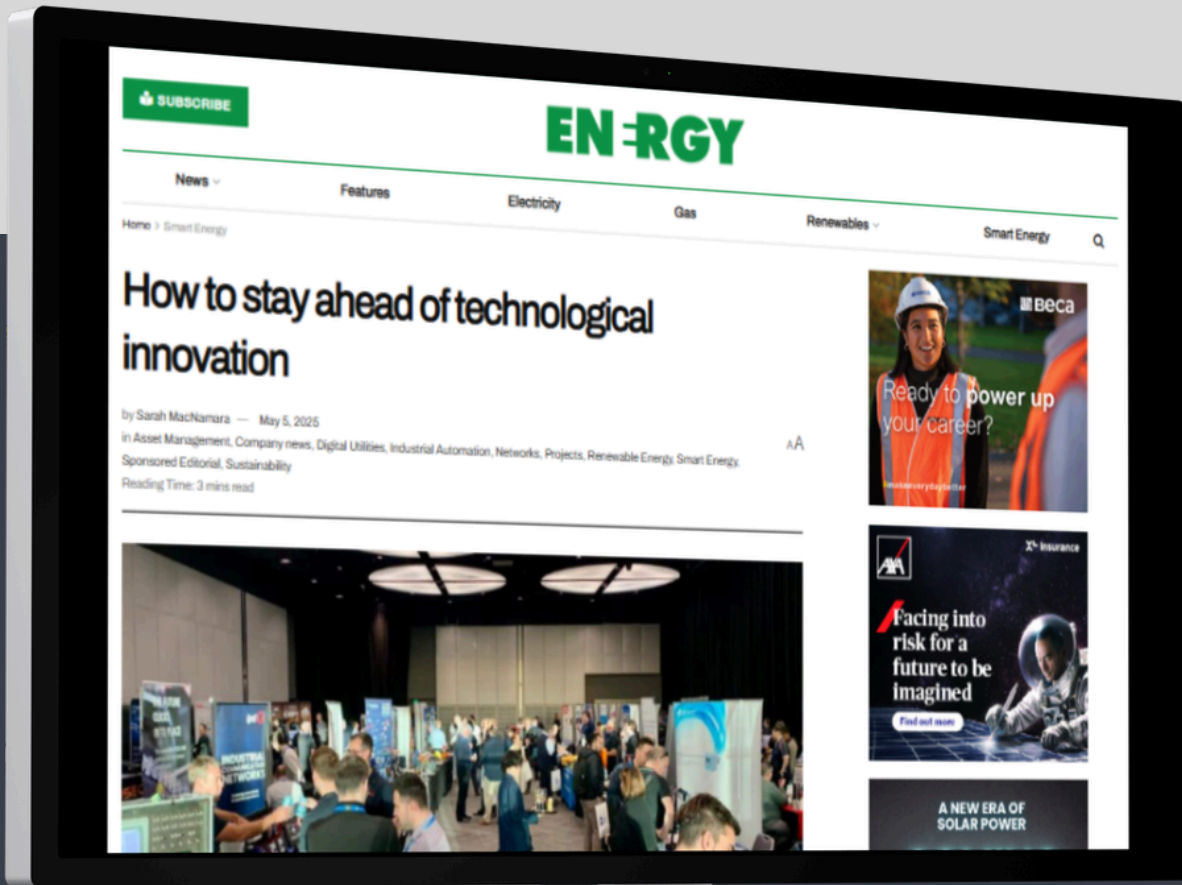 SUBSCRIBE
ENERGY
News
Features
Electricity
Gas
Renewables
Smart Energy
Home > Smart Energy
How to stay ahead of technological
innovation
by Sarah MacNamara — May 5, 2025
in Asset Management, Company news, Digital Utilities, Industrial Automation, Networks, Projects, Renewable Energy, Smart Energy,
Sponsored Editorial, Sustainability
Reading Time: 3 mins read
AA
Beca
Ready to power up
your career?
#makeeverydaybetter
AXA
XL Insurance
Facing into
risk for a
future to be
imagined
Find out more
A NEW ERA OF
SOLAR POWER
INDUSTRIAL
COMMUNICATION
NETWORKS